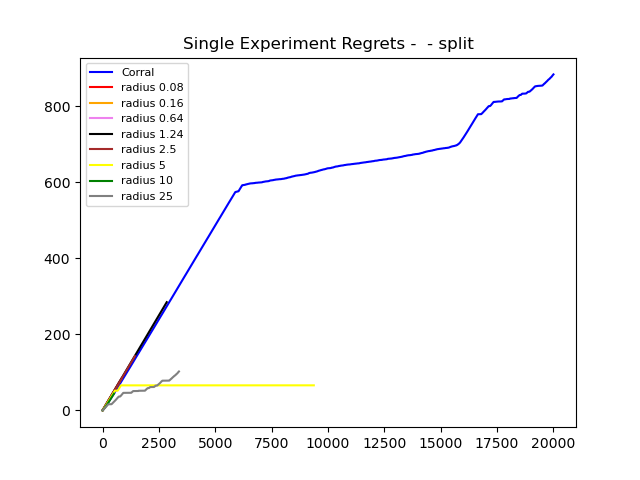 Single Experiment Regrets -  - split
Corral
radius 0.08
radius 0.16
radius 0.64
radius 1.24
radius 2.5
radius 5
radius 10
radius 25
800
600
400
200
0
0 2500 5000 7500 10000 12500 15000 17500 20000